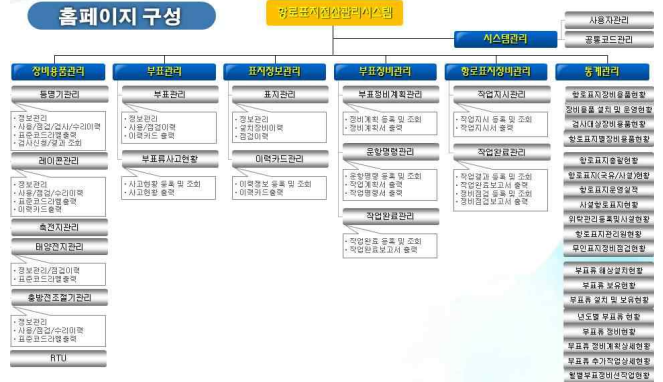 홈페이지 구성
항로표지전산관리시스템
시스템관리
사용자관리
공통코드관리
장비용품관리
등명기관리
· 정보관리
· 사용/점검/검사/수리이력
· 표준코드라벨출력
· 검사신청/결과 조회
레이콘관리
· 정보관리
· 사용/점검/수리이력
· 표준코드라벨출력
· 이력카드출력
축전지관리
태양전지관리
· 정보관리/점검이력
· 표준코드라벨출력
충방전조절기관리
· 정보관리
· 사용/점검/수리이력
· 표준코드라벨출력
RTU
부표관리
부표관리
· 정보관리
· 사용/점검이력
· 이력카드 출력
부표류사고현황
· 사고현황 등록 및 조회
· 사고현황 출력
표지정보관리
표지관리
· 정보관리
· 설치장비이력
· 점검이력
이력카드관리
· 이력정보 등록 및 조회
· 이력카드출력
부표정비관리
부표정비계획관리
· 정비계획 등록 및 조회
· 정비계획서 출력
운항명령관리
· 운항명령 등록 및 조회
· 작업계획서 출력
· 작업명령서 출력
작업완료관리
· 작업완료 등록 및 조회
· 작업완료보고서 출력
항로표지정비관리
작업지시관리
· 작업지시 등록 및 조회
· 작업지시서 출력
작업완료관리
· 작업결과 등록 및 조회
· 작업완료보고서 출력
· 정비점검 등록 및 조회
· 정비점검보고서 출력
통계관리
항로표지장비용품현황
장비용품 설치 및 운영현황
검사대상장비용품현황
항로표지별장비용품현황
항로표지총괄현황
항로표지(국유/사설)현황
항로표지운영실적
사설항로표지현황
위탁관리등록및시설현황
항로표지관리원현황
무인표지정비점검현황
부표류 해상설치현황
부표류 보유현황
부표류 설치 및 보유현황
년도별 부표류 현황
부표류 정비현황
부표류 정비계획상세현황
부표류 추가작업상세현황
월별부표정비선작업현황